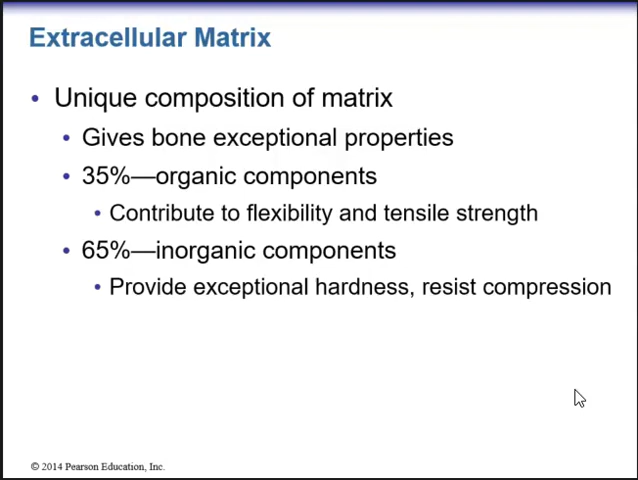 Extracellular Matrix
• Unique composition of matrix
• Gives bone exceptional properties
• 35%—organic components
• Contribute to flexibility and tensile strength
• 65%—inorganic components
• Provide exceptional hardness, resist compression
© 2014 Pearson Education, Inc.